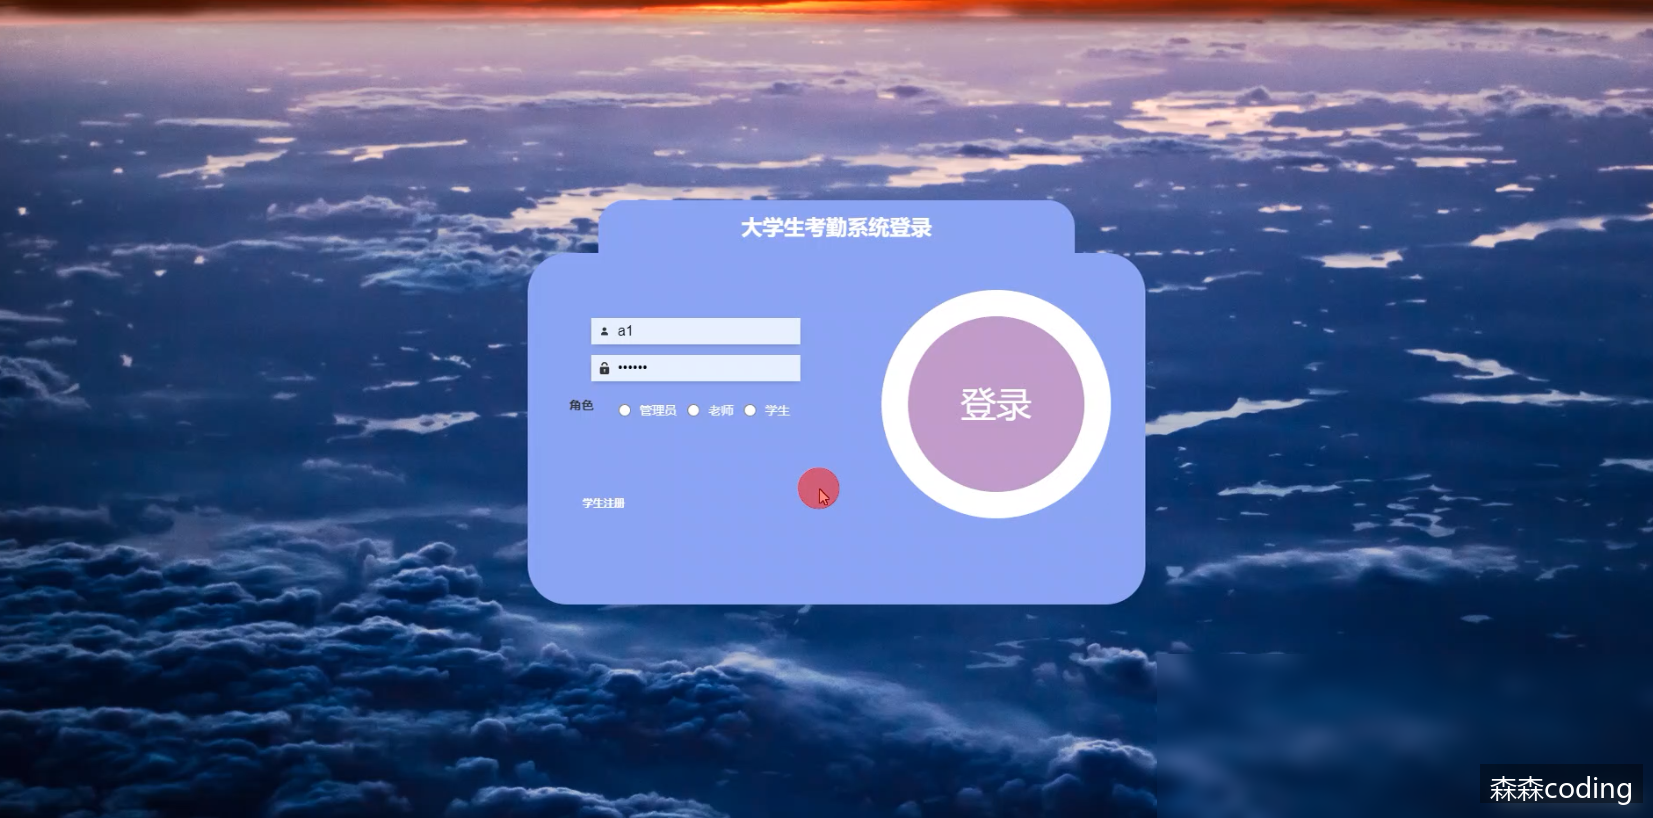 大学生考勤系统登录
a1
••••••
角色 管理员 老师 学生
登录
学生注册
森森coding